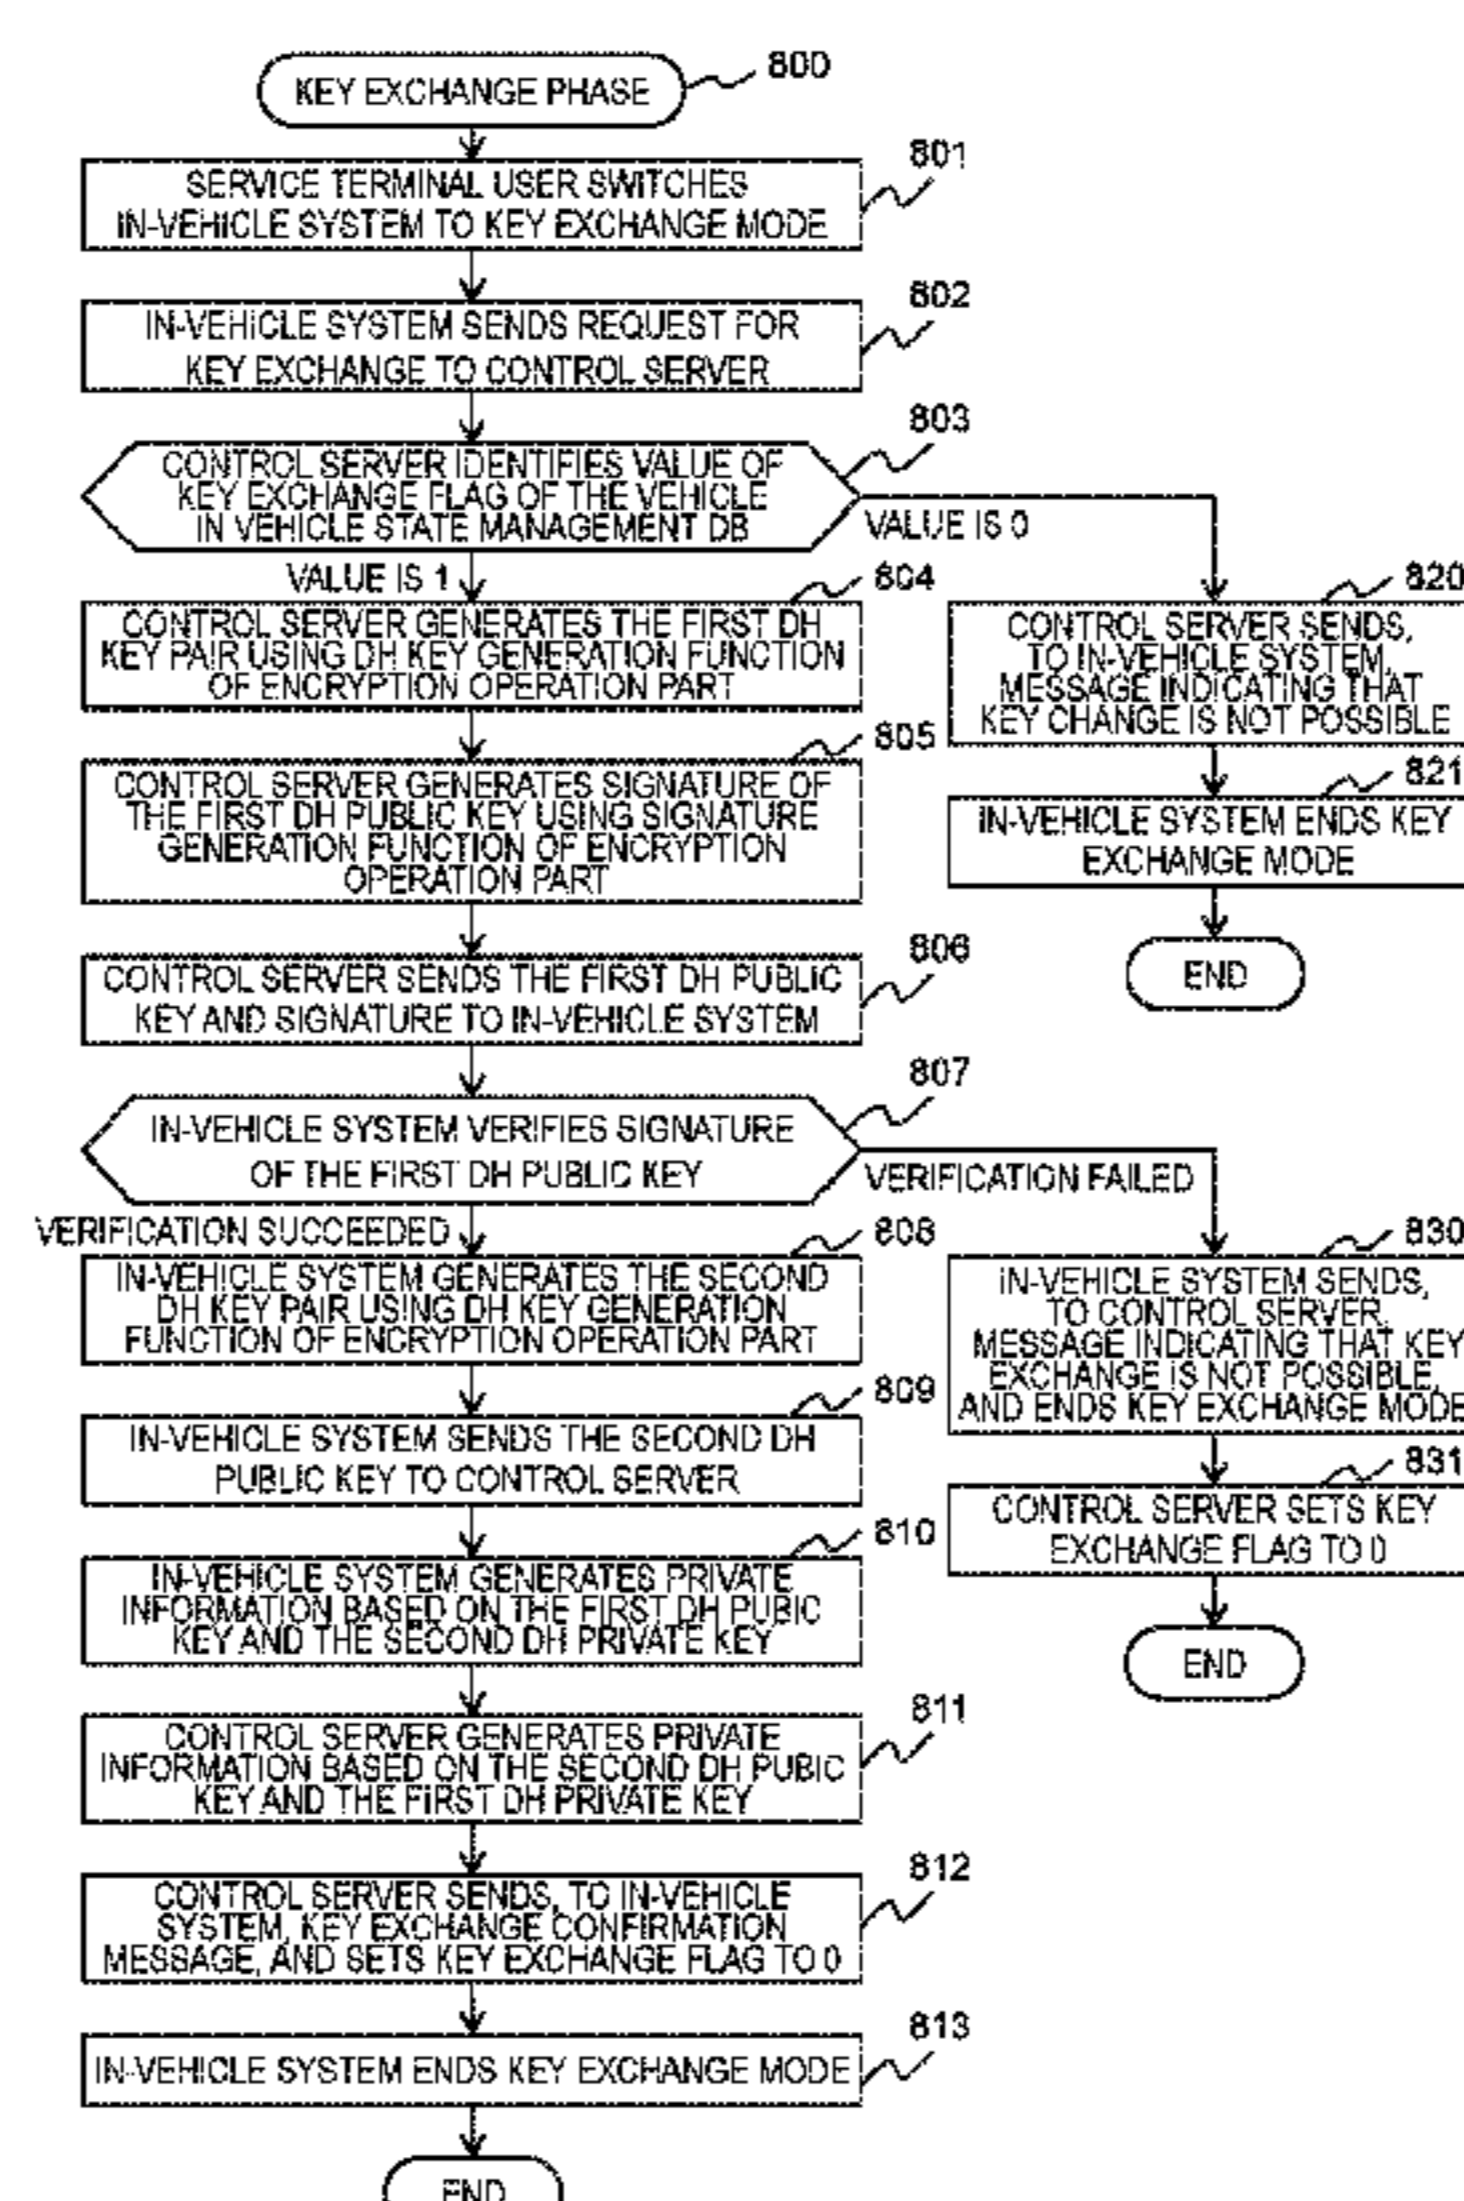 KEY EXCHANGE PHASE
800
SERVICE TERMINAL USER SWITCHES
IN-VEHICLE SYSTEM TO KEY EXCHANGE MODE
801
IN-VEHICLE SYSTEM SENDS REQUEST FOR
KEY EXCHANGE TO CONTROL SERVER
802
CONTROL SERVER IDENTIFIES VALUE OF
KEY EXCHANGE FLAG OF THE VEHICLE
IN VEHICLE STATE MANAGEMENT DB
803
VALUE IS 0
VALUE IS 1
804
CONTROL SERVER GENERATES THE FIRST DH
KEY PAIR USING DH KEY GENERATION FUNCTION
OF ENCRYPTION OPERATION PART
820
CONTROL SERVER SENDS,
TO IN-VEHICLE SYSTEM,
MESSAGE INDICATING THAT
KEY CHANGE IS NOT POSSIBLE
805
CONTROL SERVER GENERATES SIGNATURE OF
THE FIRST DH PUBLIC KEY USING SIGNATURE
GENERATION FUNCTION OF ENCRYPTION
OPERATION PART
821
IN-VEHICLE SYSTEM ENDS KEY
EXCHANGE MODE
END
806
CONTROL SERVER SENDS THE FIRST DH PUBLIC
KEY AND SIGNATURE TO IN-VEHICLE SYSTEM
807
IN-VEHICLE SYSTEM VERIFIES SIGNATURE
OF THE FIRST DH PUBLIC KEY
VERIFICATION FAILED
VERIFICATION SUCCEEDED
808
IN-VEHICLE SYSTEM GENERATES THE SECOND
DH KEY PAIR USING DH KEY GENERATION
FUNCTION OF ENCRYPTION OPERATION PART
830
IN-VEHICLE SYSTEM SENDS,
TO CONTROL SERVER,
MESSAGE INDICATING THAT KEY
EXCHANGE IS NOT POSSIBLE,
AND ENDS KEY EXCHANGE MODE
809
IN-VEHICLE SYSTEM SENDS THE SECOND DH
PUBLIC KEY TO CONTROL SERVER
831
CONTROL SERVER SETS KEY
EXCHANGE FLAG TO 0
END
810
IN-VEHICLE SYSTEM GENERATES PRIVATE
INFORMATION BASED ON THE FIRST DH PUBIC
KEY AND THE SECOND DH PRIVATE KEY
811
CONTROL SERVER GENERATES PRIVATE
INFORMATION BASED ON THE SECOND DH PUBIC
KEY AND THE FIRST DH PRIVATE KEY
812
CONTROL SERVER SENDS, TO IN-VEHICLE
SYSTEM, KEY EXCHANGE CONFIRMATION
MESSAGE, AND SETS KEY EXCHANGE FLAG TO 0
813
IN-VEHICLE SYSTEM ENDS KEY EXCHANGE MODE
END